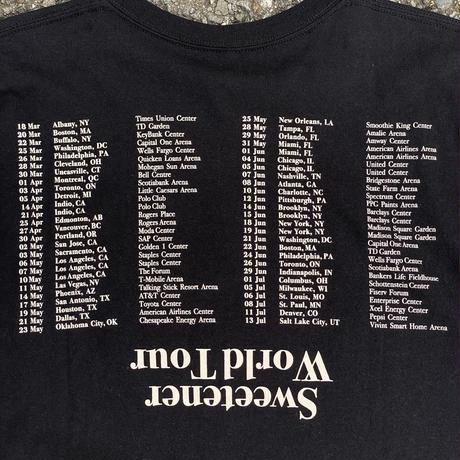 18 Mar Albany, NY Times Union Center
20 Mar Boston, MA TD Garden
22 Mar Buffalo, NY KeyBank Center
25 Mar Washington, DC Capital One Arena
26 Mar Philadelphia, PA Wells Fargo Center
28 Mar Cleveland, OH Quicken Loans Arena
30 Mar Uncasville, CT Mohegan Sun Arena
01 Apr Montreal, QC Bell Centre
03 Apr Toronto, ON Scotiabank Arena
05 Apr Detroit, MI Little Caesars Arena
14 Apr Indio, CA Polo Club
21 Apr Indio, CA Polo Club
25 Apr Edmonton, AB Rogers Place
27 Apr Vancouver, BC Rogers Arena
30 Apr Portland, OR Moda Center
02 May San Jose, CA SAP Center
03 May Sacramento, CA Golden 1 Center
06 May Los Angeles, CA Staples Center
07 May Los Angeles, CA Staples Center
10 May Los Angeles, CA The Forum
11 May Las Vegas, NV T-Mobile Arena
14 May Phoenix, AZ Talking Stick Resort Arena
17 May San Antonio, TX AT&T Center
19 May Houston, TX Toyota Center
21 May Dallas, TX American Airlines Center
23 May Oklahoma City, OK Chesapeake Energy Arena
25 May New Orleans, LA Smoothie King Center
28 May Tampa, FL Amalie Arena
29 May Orlando, FL Amway Center
31 May Miami, FL American Airlines Arena
01 Jun Miami, FL American Airlines Arena
04 Jun Chicago, IL United Center
05 Jun Chicago, IL United Center
07 Jun Nashville, TN Bridgestone Arena
08 Jun Atlanta, GA State Farm Arena
10 Jun Charlotte, NC Spectrum Center
12 Jun Pittsburgh, PA PPG Paints Arena
14 Jun Brooklyn, NY Barclays Center
15 Jun Brooklyn, NY Barclays Center
18 Jun New York, NY Madison Square Garden
19 Jun New York, NY Madison Square Garden
21 Jun Washington, DC Capital One Arena
22 Jun Boston, MA TD Garden
24 Jun Philadelphia, PA Wells Fargo Center
26 Jun Toronto, ON Scotiabank Arena
29 Jun Indianapolis, IN Bankers Life Fieldhouse
01 Jul Columbus, OH Schottenstein Center
05 Jul Milwaukee, WI Fiserv Forum
06 Jul St. Louis, MO Enterprise Center
08 Jul St. Paul, MN Xcel Energy Center
11 Jul Denver, CO Pepsi Center
13 Jul Salt Lake City, UT Vivint Smart Home Arena
Sweetener
World Tour